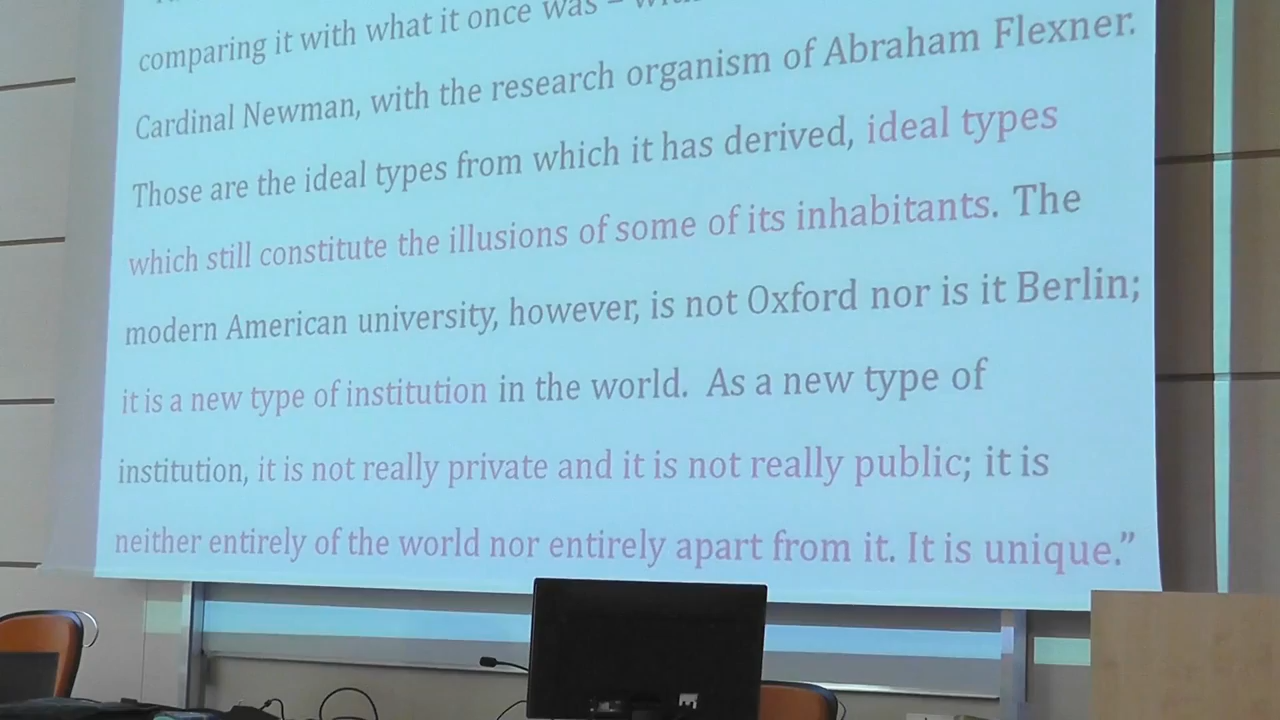 comparing it with what it once was –
Cardinal Newman, with the research organism of Abraham Flexner.
Those are the ideal types from which it has derived, ideal types
which still constitute the illusions of some of its inhabitants. The
modern American university, however, is not Oxford nor is it Berlin;
it is a new type of institution in the world. As a new type of
institution, it is not really private and it is not really public; it is
neither entirely of the world nor entirely apart from it. It is unique.”